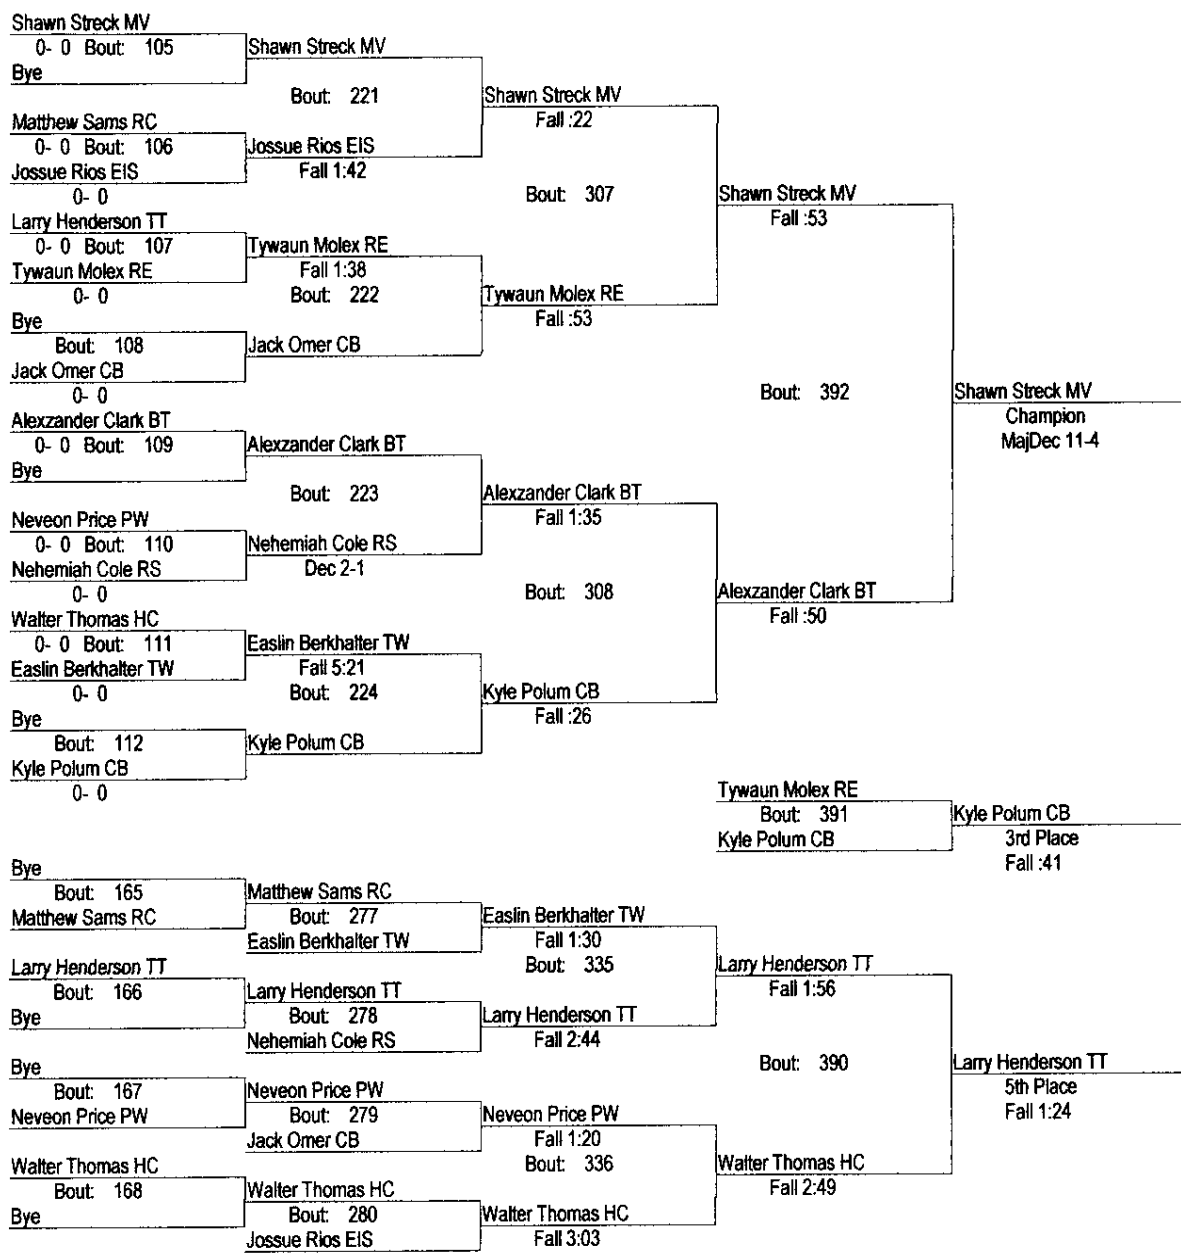 Shawn Streck MV
0- 0 Bout: 105
Bye
Shawn Streck MV
Bout: 221
Matthew Sams RC
0- 0 Bout: 106
Jossue Rios EIS
0- 0
Jossue Rios EIS
Fall 1:42
Shawn Streck MV
Fall :22
Bout: 307
Larry Henderson TT
0- 0 Bout: 107
Tywaun Molex RE
0- 0
Tywaun Molex RE
Fall 1:38
Bout: 222
Bye
Bout: 108
Jack Omer CB
0- 0
Jack Omer CB
Tywaun Molex RE
Fall :53
Shawn Streck MV
Fall :53
Bout: 392
Alexzander Clark BT
0- 0 Bout: 109
Bye
Alexzander Clark BT
Bout: 223
Neveon Price PW
0- 0 Bout: 110
Nehemiah Cole RS
0- 0
Nehemiah Cole RS
Dec 2-1
Alexzander Clark BT
Fall 1:35
Bout: 308
Walter Thomas HC
0- 0 Bout: 111
Easlin Berkhalter TW
0- 0
Easlin Berkhalter TW
Fall 5:21
Bout: 224
Bye
Bout: 112
Kyle Polum CB
0- 0
Kyle Polum CB
Kyle Polum CB
Fall :26
Alexzander Clark BT
Fall :50
Shawn Streck MV
Champion
MajDec 11-4
Tywaun Molex RE
Bout: 391
Kyle Polum CB
Kyle Polum CB
3rd Place
Fall :41
Bye
Bout: 165
Matthew Sams RC
Matthew Sams RC
Bout: 277
Easlin Berkhalter TW
Easlin Berkhalter TW
Fall 1:30
Bout: 335
Larry Henderson TT
Bout: 166
Bye
Larry Henderson TT
Bout: 278
Nehemiah Cole RS
Larry Henderson TT
Fall 2:44
Larry Henderson TT
Fall 1:56
Bout: 390
Bye
Bout: 167
Neveon Price PW
Neveon Price PW
Bout: 279
Jack Omer CB
Neveon Price PW
Fall 1:20
Bout: 336
Walter Thomas HC
Bout: 168
Bye
Walter Thomas HC
Bout: 280
Jossue Rios EIS
Walter Thomas HC
Fall 3:03
Walter Thomas HC
Fall 2:49
Larry Henderson TT
5th Place
Fall 1:24